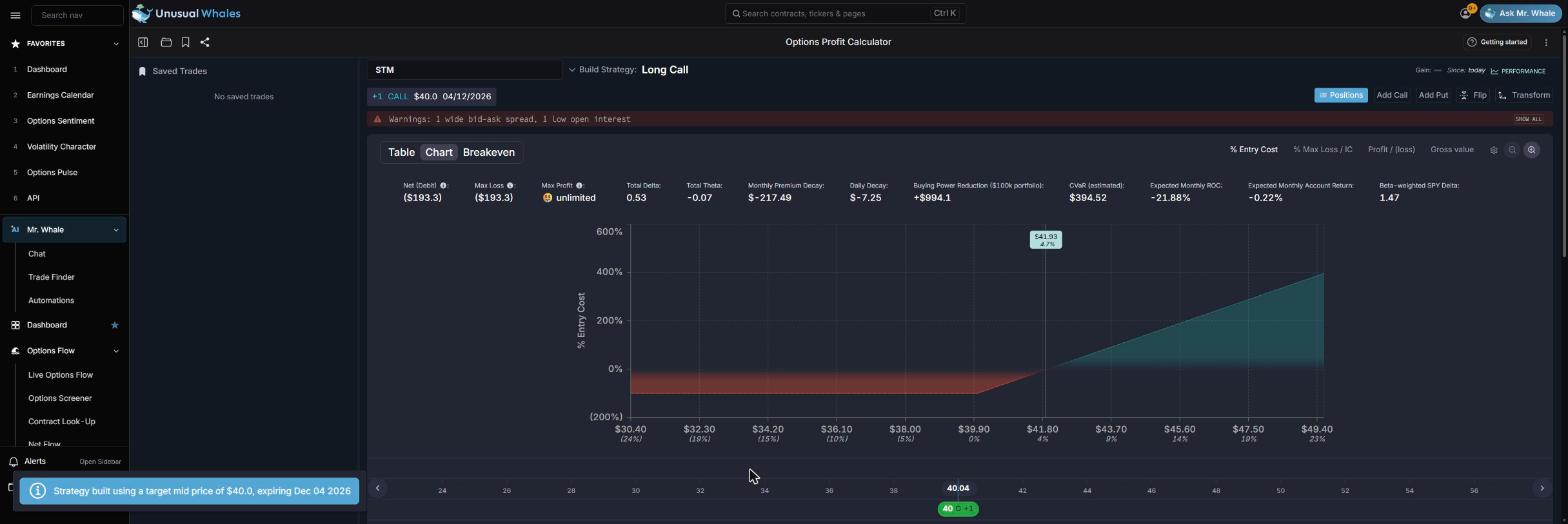 Search nav
Unusual Whales
Search contracts, tickers & pages
Ctrl K
9+
Ask Mr. Whale
FAVORITES
1 Dashboard
2 Earnings Calendar
3 Options Sentiment
4 Volatility Character
5 Options Pulse
6 API
AI Mr. Whale
Chat
Trade Finder
Automations
Dashboard
Options Flow
Live Options Flow
Options Screener
Contract Look-Up
Net Flow
Alerts
Open Sidebar
Options Profit Calculator
Getting started
Saved Trades
No saved trades
STM
Build Strategy: Long Call
Gain: — Since: today PERFORMANCE
+1 CALL $40.0 04/12/2026
Positions
Add Call
Add Put
Flip
Transform
Warnings: 1 wide bid-ask spread, 1 low open interest
SHOW ALL
Table Chart Breakeven
% Entry Cost
% Max Loss / IC
Profit / (loss)
Gross value
Net (Debit) :
($193.3)
Max Loss :
($193.3)
Max Profit :
unlimited
Total Delta:
0.53
Total Theta:
-0.07
Monthly Premium Decay:
$-217.49
Daily Decay:
$-7.25
Buying Power Reduction ($100k portfolio):
+$994.1
CVaR (estimated):
$394.52
Expected Monthly ROC:
-21.88%
Expected Monthly Account Return:
-0.22%
Beta-weighted SPY Delta:
1.47
% Entry Cost
600%
400%
200%
0%
(200%)
$41.93
4.7%
$30.40 $32.30 $34.20 $36.10 $38.00 $39.90 $41.80 $43.70 $45.60 $47.50 $49.40
(24%) (19%) (15%) (10%) (5%) 0% 4% 9% 14% 19% 23%
24 26 28 30 32 34 36 38 40.04 42 44 46 48 50 52 54 56
40 C +1
Strategy built using a target mid price of $40.0, expiring Dec 04 2026